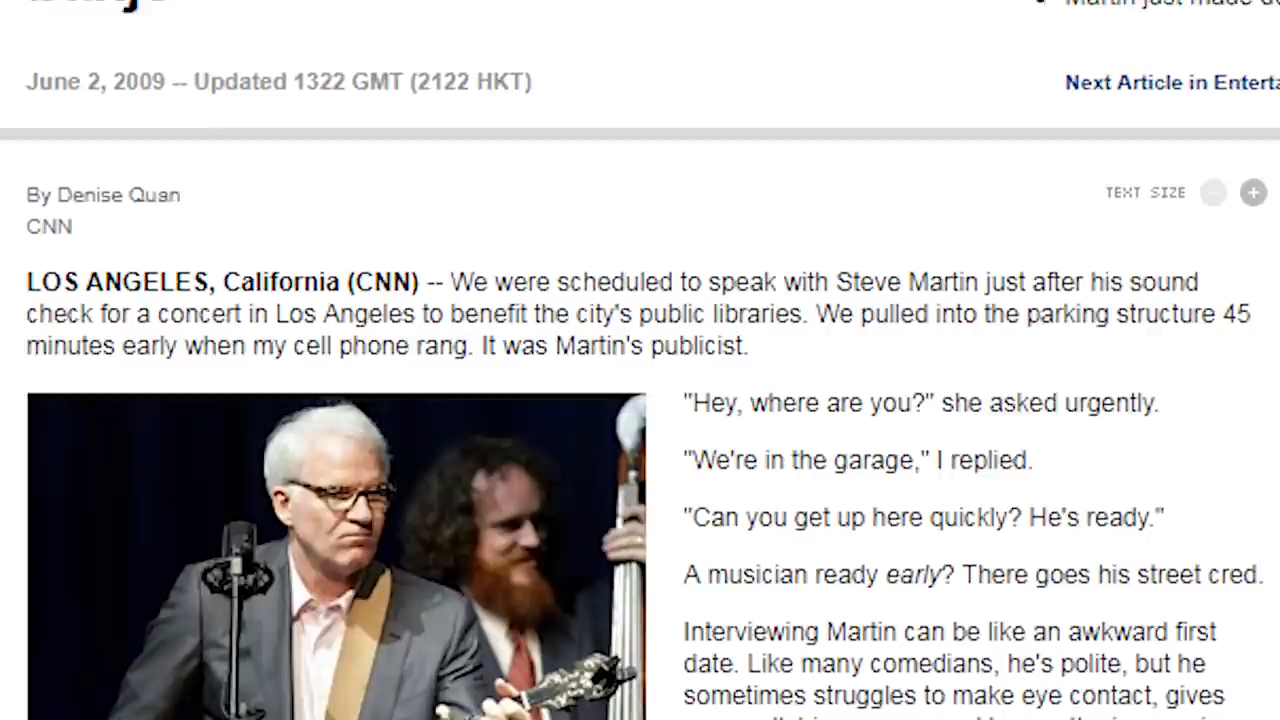 Martin just made de
June 2, 2009 -- Updated 1322 GMT (2122 HKT)
Next Article in Enterta
By Denise Quan
TEXT SIZE
CNN
LOS ANGELES, California (CNN) -- We were scheduled to speak with Steve Martin just after his sound
check for a concert in Los Angeles to benefit the city's public libraries. We pulled into the parking structure 45
minutes early when my cell phone rang. It was Martin's publicist.
"Hey, where are you?" she asked urgently.
"We're in the garage," I replied.
"Can you get up here quickly? He's ready."
A musician ready early? There goes his street cred.
Interviewing Martin can be like an awkward first
date. Like many comedians, he's polite, but he
sometimes struggles to make eye contact, gives